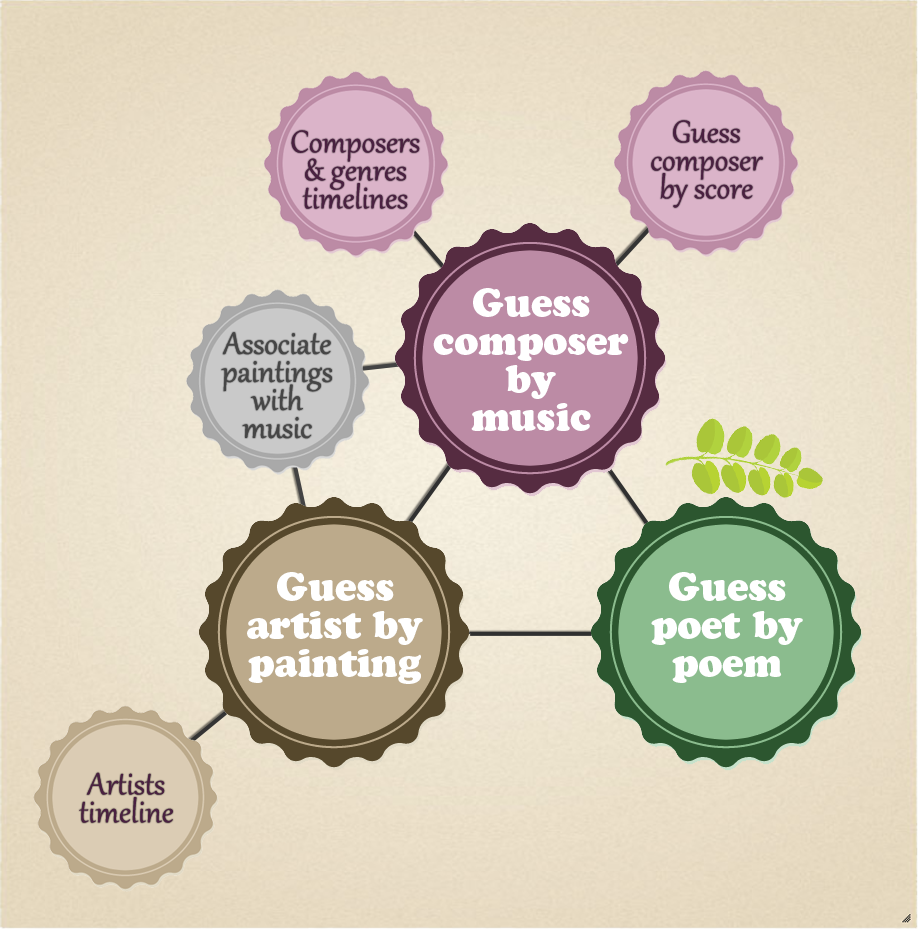 Composers
& genres
timelines
Guess
composer
by score
Guess
composer
by
music
Associate
paintings
with
music
Guess
artist by
painting
Guess
poet by
poem
Artists
timeline